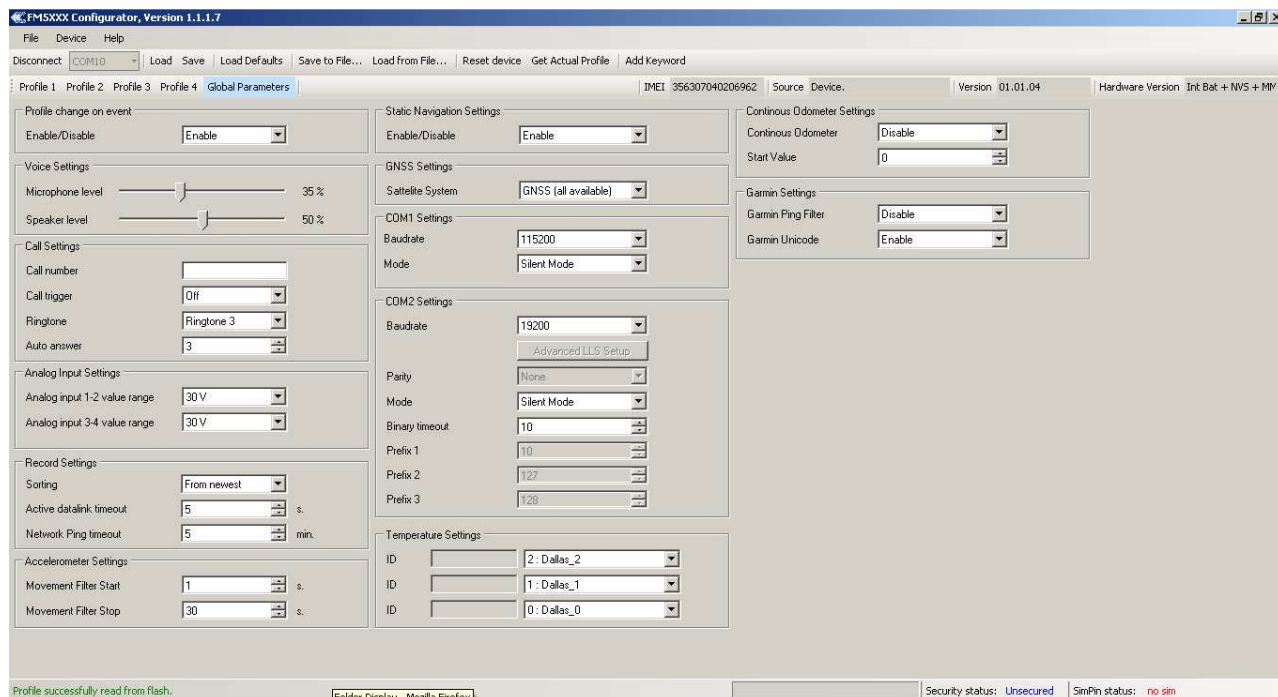 FM5XXX Configurator, Version 1.1.1.7
File Device Help
Disconnect COM10 Load Save Load Defaults Save to File... Load from File... Reset device Get Actual Profile Add Keyword
Profile 1 Profile 2 Profile 3 Profile 4 Global Parameters IMEI 356307040206962 Source Device. Version 01.01.04 Hardware Version Int Bat + NVS + MM
Profile change on event
Enable/Disable Enable
Voice Settings
Microphone level 35 %
Speaker level 50 %
Call Settings
Call number
Call trigger Off
Ringtone Ringtone 3
Auto answer 3
Analog Input Settings
Analog input 1-2 value range 30 V
Analog input 3-4 value range 30 V
Record Settings
Sorting From newest
Active datalink timeout 5 s.
Network Ping timeout 5 min.
Accelerometer Settings
Movement Filter Start 1 s.
Movement Filter Stop 30 s.
Static Navigation Settings
Enable/Disable Enable
GNSS Settings
Sattelite System GNSS (all available)
COM1 Settings
Baudrate 115200
Mode Silent Mode
COM2 Settings
Baudrate 19200
Advanced LLS Setup
Parity None
Mode Silent Mode
Binary timeout 10
Prefix 1 10
Prefix 2 127
Prefix 3 128
Temperature Settings
ID 2 : Dallas_2
ID 1 : Dallas_1
ID 0 : Dallas_0
Continous Odometer Settings
Continous Odometer Disable
Start Value 0
Garmin Settings
Garmin Ping Filter Disable
Garmin Unicode Enable
Profile successfully read from flash. Folder Display - Mozilla Firefox Security status: Unsecured SimPin status: no sim